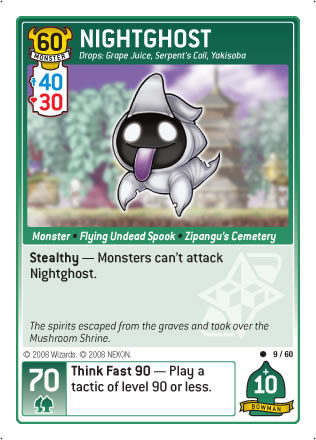 60
MONSTER
NIGHTGHOST
Drops: Grape Juice, Serpent's Coil, Yakisoba
40
30
Monster • Flying Undead Spook • Zipangu's Cemetery
Stealthy — Monsters can't attack
Nightghost.
The spirits escaped from the graves and took over the
Mushroom Shrine.
© 2008 Wizards. © 2008 NEXON.
● 9 / 60
70
Think Fast 90 — Play a
tactic of level 90 or less.
+
10
BOWMAN